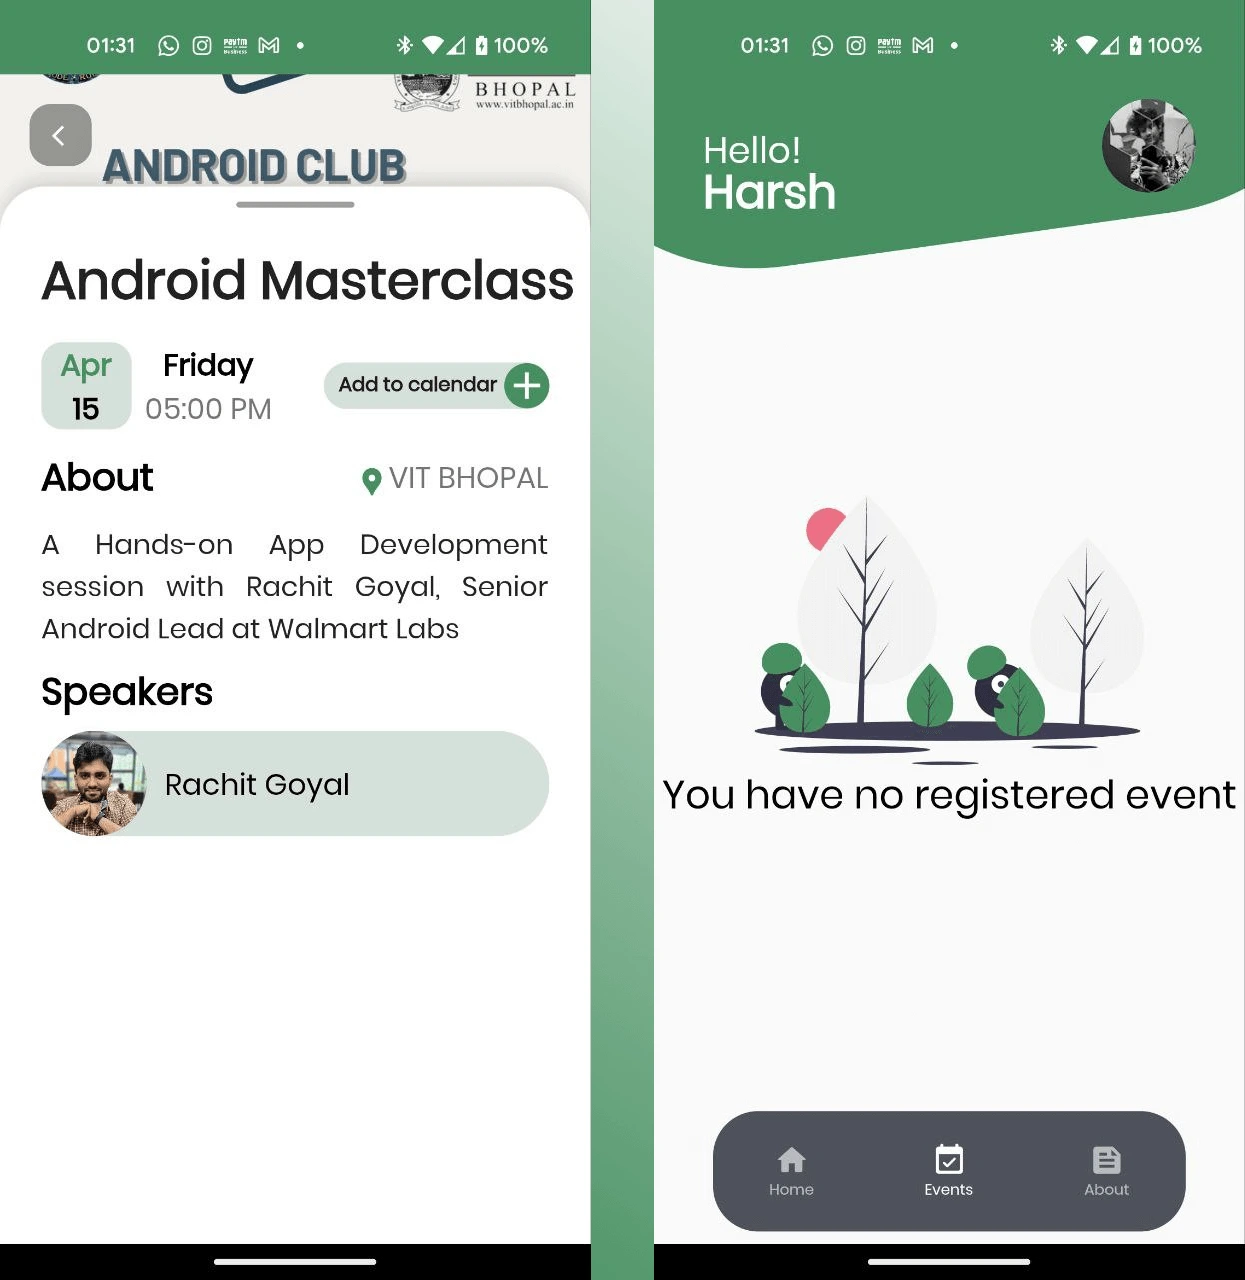 01:31
100%
BHOPAL
www.vitbhopal.ac.in
ANDROID CLUB
Android Masterclass
Apr
15
Friday
05:00 PM
Add to calendar
About
VIT BHOPAL
A Hands-on App Development
session with Rachit Goyal, Senior
Android Lead at Walmart Labs
Speakers
Rachit Goyal
01:31
100%
Hello!
Harsh
You have no registered event
Home
Events
About